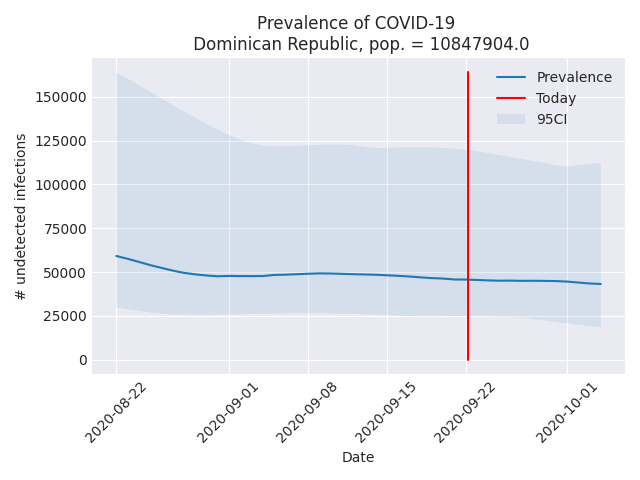 Prevalence of COVID-19
Dominican Republic, pop. = 10847904.0
Prevalence
Today
95CI
# undetected infections
150000
125000
100000
75000
50000
25000
0
2020-08-22
2020-09-01
2020-09-08
2020-09-15
2020-09-22
2020-10-01
Date